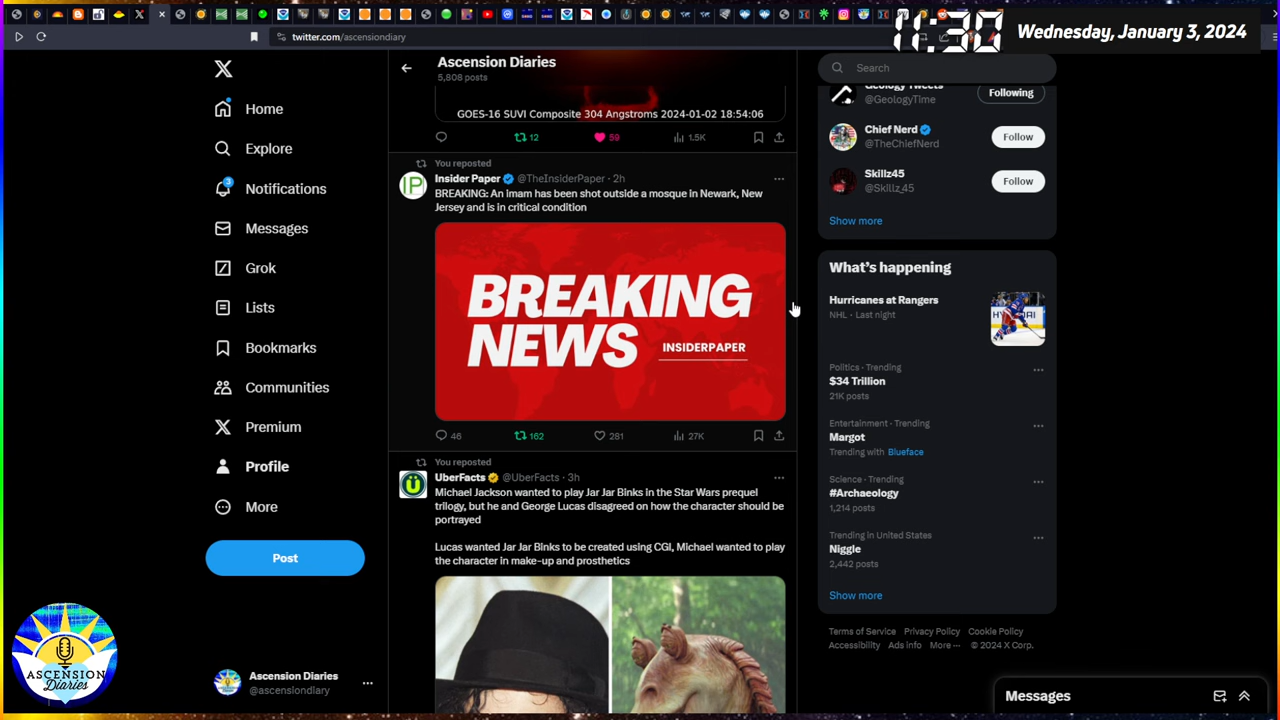 11:30
Wednesday, January 3, 2024
twitter.com/ascensiondiary
Home
Explore
3
Notifications
Messages
Grok
Lists
Bookmarks
Communities
Premium
Profile
More
Post
Ascension Diaries
@ascensiondiary
ASCENSION
Diaries
Ascension Diaries
5,808 posts
GOES-16 SUVI Composite 304 Angstroms 2024-01-02 18:54:06
12
59
1.5K
You reposted
Insider Paper @TheInsiderPaper · 2h
BREAKING: An imam has been shot outside a mosque in Newark, New
Jersey and is in critical condition
BREAKING
NEWS
INSIDERPAPER
46
162
281
27K
You reposted
UberFacts @UberFacts · 3h
Michael Jackson wanted to play Jar Jar Binks in the Star Wars prequel
trilogy, but he and George Lucas disagreed on how the character should be
portrayed
Lucas wanted Jar Jar Binks to be created using CGI, Michael wanted to play
the character in make-up and prosthetics
Search
Geology Tweets
@GeologyTime
Following
Chief Nerd
@TheChiefNerd
Follow
Skillz45
@Skillz_45
Follow
Show more
What's happening
Hurricanes at Rangers
NHL · Last night
Politics · Trending
$34 Trillion
21K posts
Entertainment · Trending
Margot
Trending with Blueface
Science · Trending
#Archaeology
1,214 posts
Trending in United States
Niggle
2,442 posts
Show more
Terms of Service Privacy Policy Cookie Policy
Accessibility Ads info More ··· © 2024 X Corp.
Messages